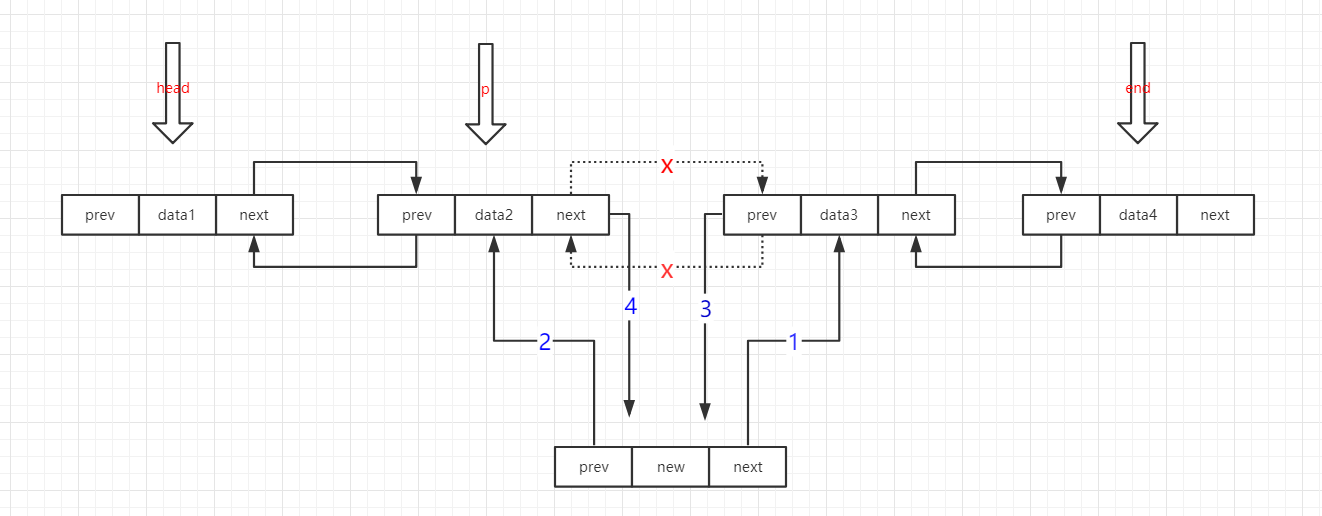 head
p
end
X
prev data1 next
prev data2 next
prev data3 next
prev data4 next
X
4
3
2
1
prev new next